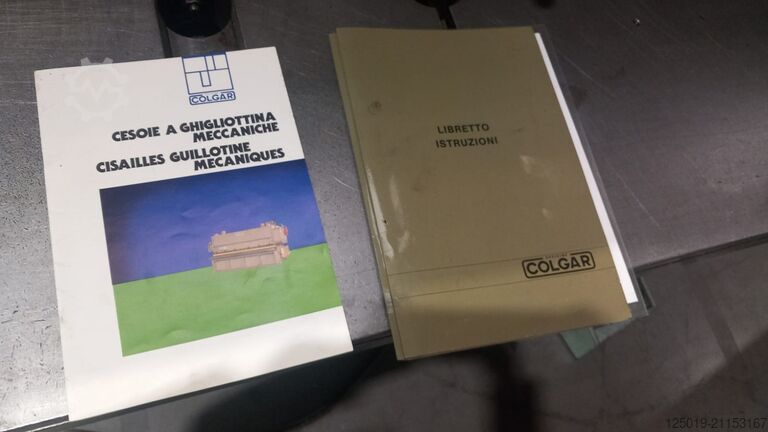 COLGAR
CESOIE A GHIGLIOTTINA
MECCANICHE
CISAILLES GUILLOTINE
MECANIQUES
LIBRETTO
ISTRUZIONI
COLGAR
125019-21153167